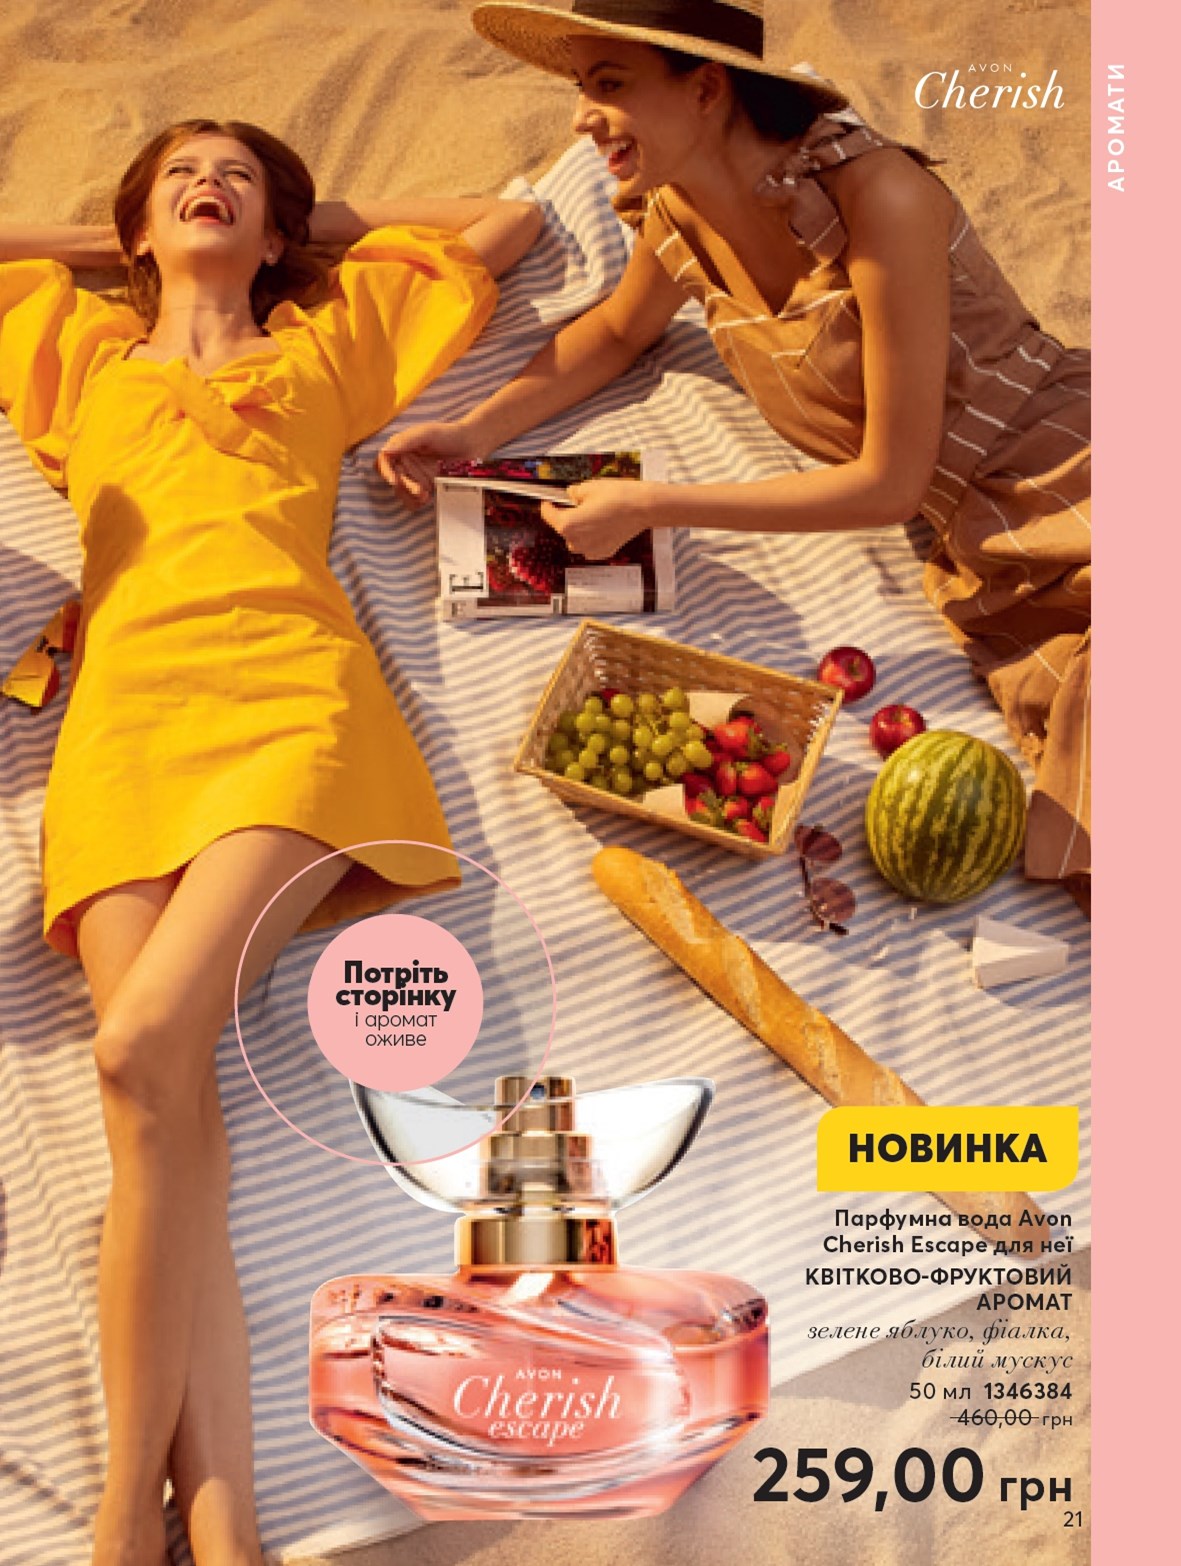 AVON
Cherish
АРОМАТИ
Потріть
сторінку
і аромат
оживе
НОВИНКА
Парфумна вода Avon
Cherish Escape для неї
КВІТКОВО-ФРУКТОВИЙ
АРОМАТ
зелене яблуко, фіалка,
білий мускус
50 мл 1346384
460,00 грн
259,00 грн
AVON
Cherish
escape
21